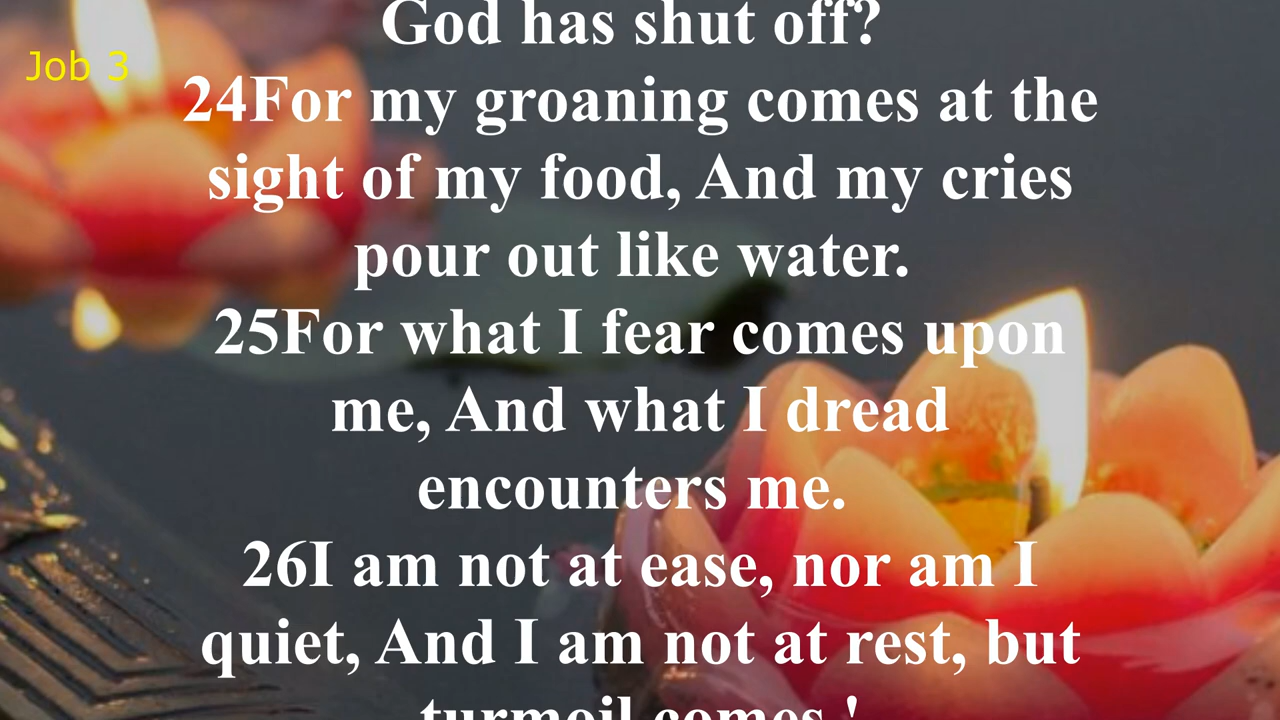 God has shut off?
Job 3
24For my groaning comes at the
sight of my food, And my cries
pour out like water.
25For what I fear comes upon
me, And what I dread
encounters me.
26I am not at ease, nor am I
quiet, And I am not at rest, but
turmoil comes.'